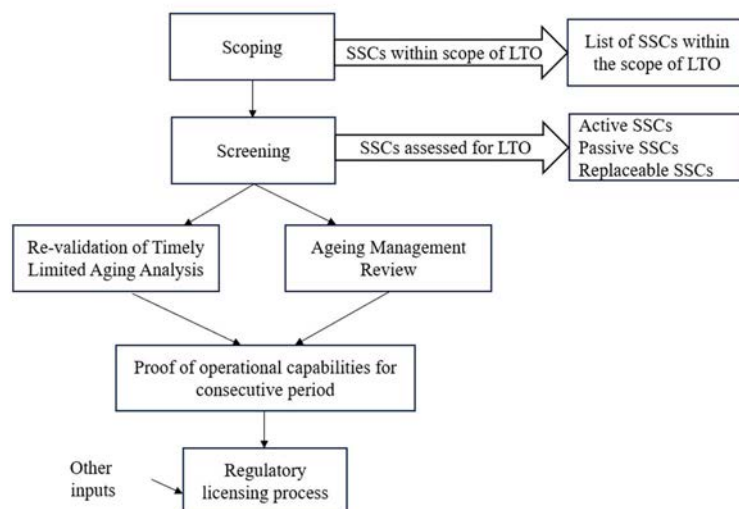 Scoping
SSCs within scope of LTO
List of SSCs within
the scope of LTO
Screening
SSCs assessed for LTO
Active SSCs
Passive SSCs
Replaceable SSCs
Re-validation of Timely
Limited Aging Analysis
Ageing Management
Review
Proof of operational capabilities for
consecutive period
Other
inputs
Regulatory
licensing process